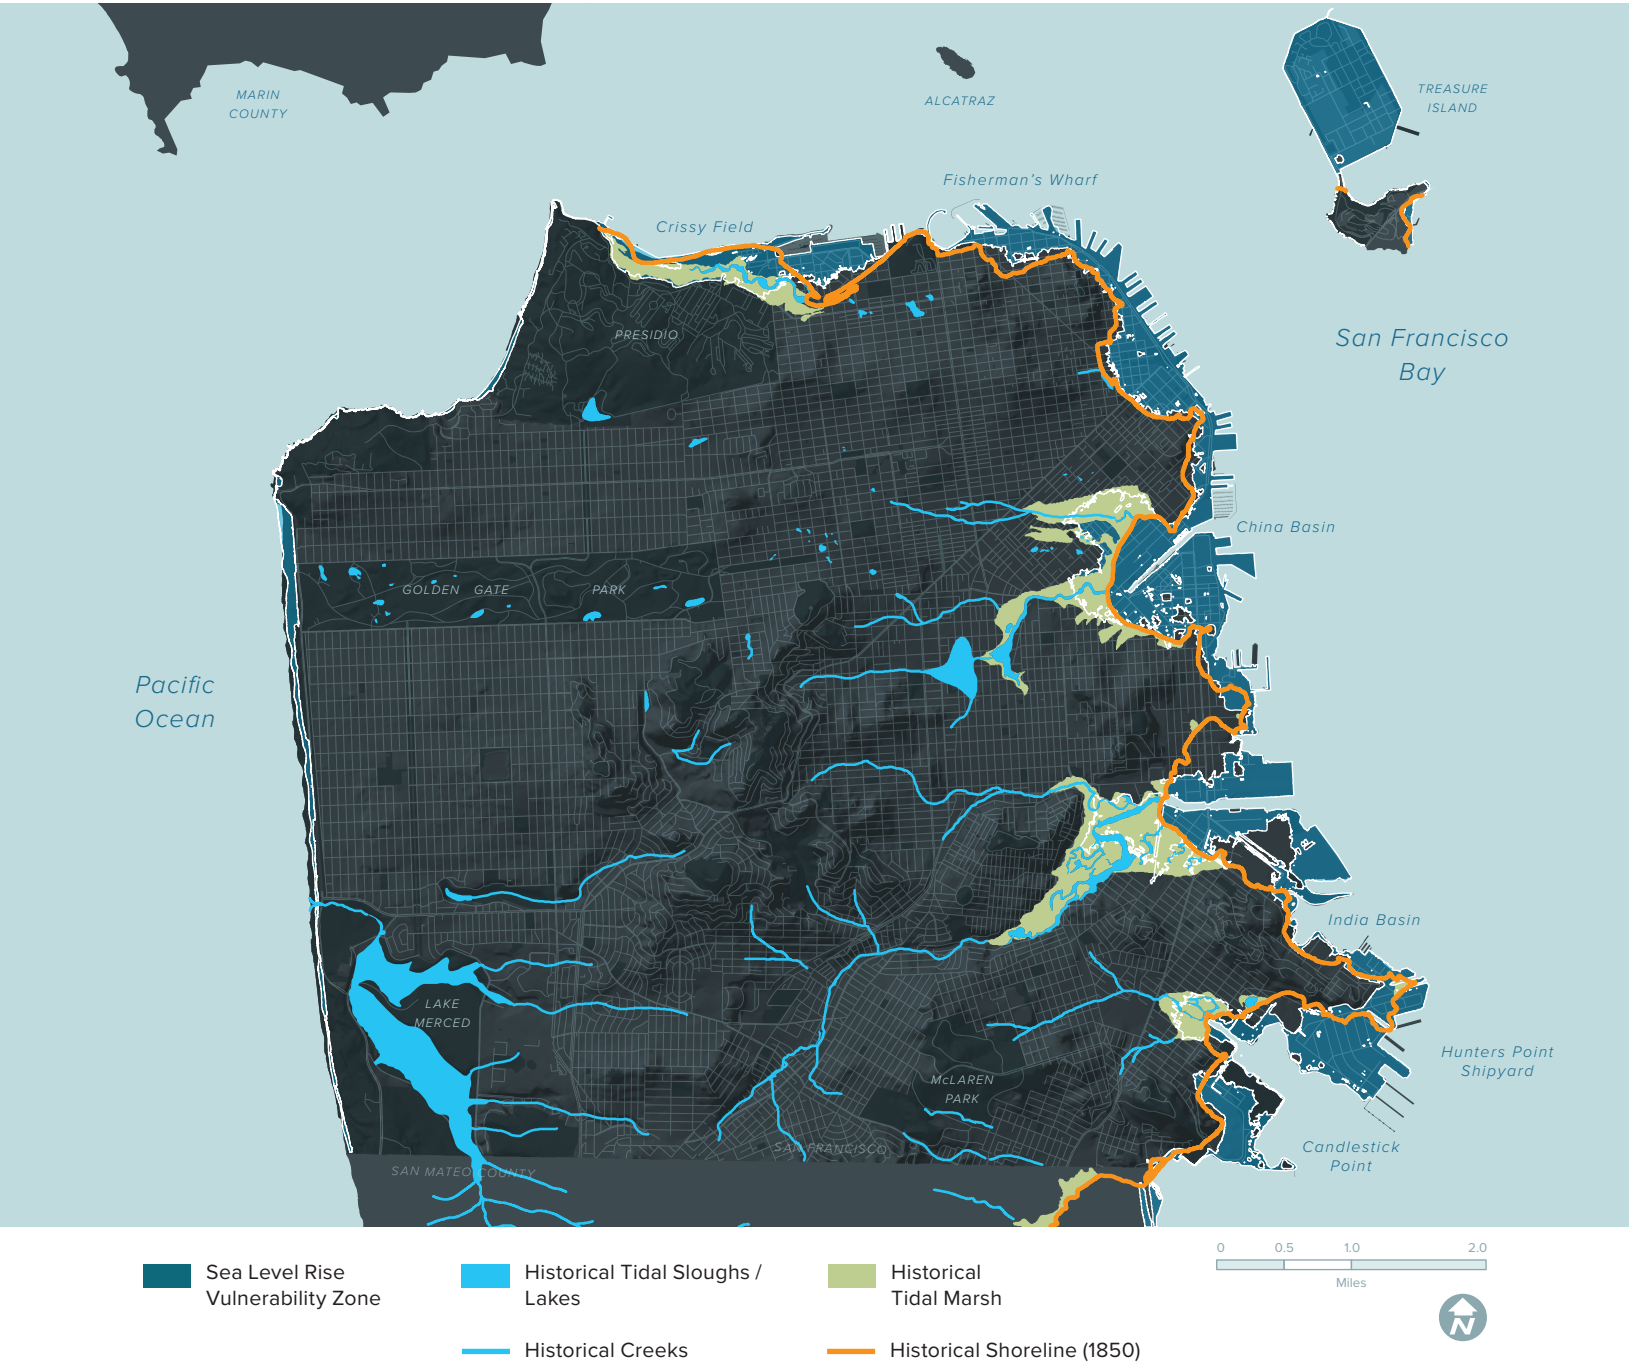 MARIN
COUNTY
ALCATRAZ
TREASURE
ISLAND
Fisherman's Wharf
Crissy Field
PRESIDIO
San Francisco
Bay
China Basin
GOLDEN GATE PARK
Pacific
Ocean
India Basin
LAKE
MERCED
Hunters Point
Shipyard
McLAREN
PARK
SAN FRANCISCO
Candlestick
Point
SAN MATEO COUNTY
0 0.5 1.0 2.0
Miles
Sea Level Rise
Vulnerability Zone
Historical Tidal Sloughs /
Lakes
Historical
Tidal Marsh
N
Historical Creeks
Historical Shoreline (1850)